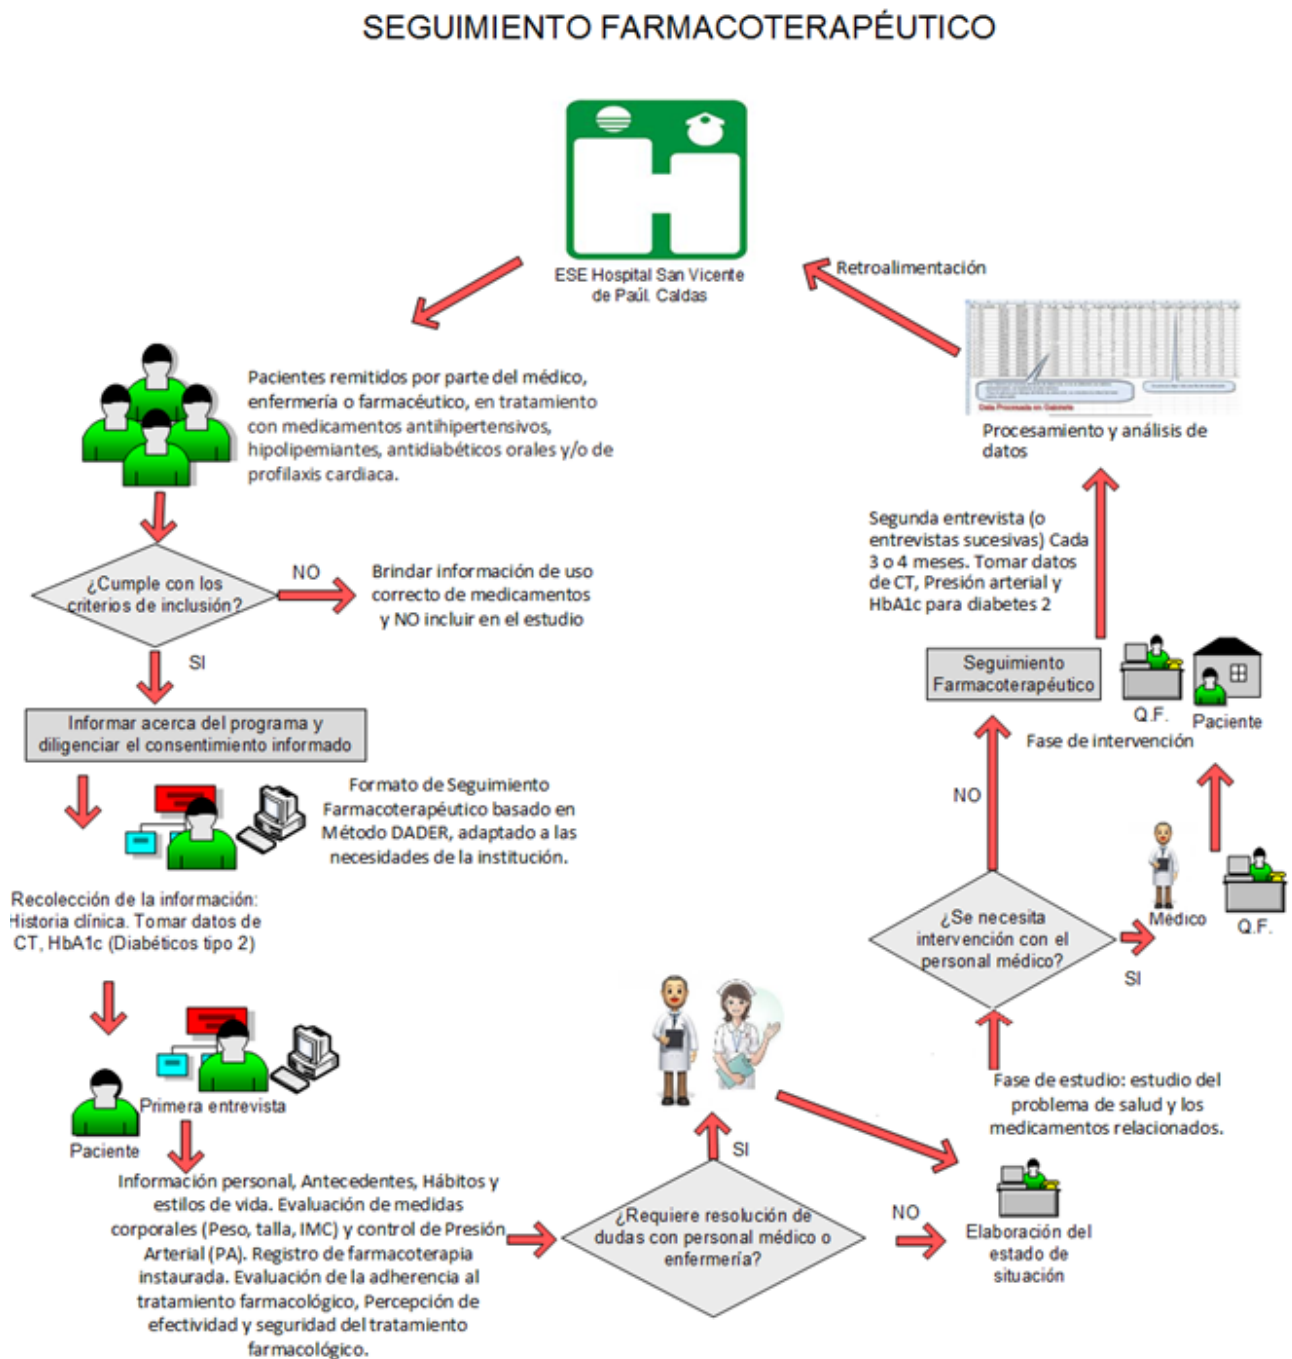 SEGUIMIENTO FARMACOTERAPÉUTICO
ESE Hospital San Vicente
de Paúl. Caldas
Retroalimentación
Pacientes remitidos por parte del médico,
enfermería o farmacéutico, en tratamiento
con medicamentos antihipertensivos,
hipolipemiantes, antidiabéticos orales y/o de
profilaxis cardiaca.
¿Cumple con los
criterios de inclusión?
NO
Brindar información de uso
correcto de medicamentos
y NO incluir en el estudio
SI
Informar acerca del programa y
diligenciar el consentimiento informado
Formato de Seguimiento
Farmacoterapéutico basado en
Método DADER, adaptado a las
necesidades de la institución.
Recolección de la información:
Historia clínica. Tomar datos de
CT, HbA1c (Diabéticos tipo 2)
Primera entrevista
Paciente
Información personal, Antecedentes, Hábitos y
estilos de vida. Evaluación de medidas
corporales (Peso, talla, IMC) y control de Presión
Arterial (PA). Registro de farmacoterapia
instaurada. Evaluación de la adherencia al
tratamiento farmacológico, Percepción de
efectividad y seguridad del tratamiento
farmacológico.
¿Requiere resolución de
dudas con personal médico o
enfermería?
SI
NO
Elaboración del
estado de
situación
Fase de estudio: estudio del
problema de salud y los
medicamentos relacionados.
¿Se necesita
intervención con el
personal médico?
SI
Médico
Q.F.
NO
Fase de intervención
Seguimiento
Farmacoterapéutico
Q.F.
Paciente
Segunda entrevista (o
entrevistas sucesivas) Cada
3 o 4 meses. Tomar datos
de CT, Presión arterial y
HbA1c para diabetes 2
Procesamiento y análisis de
datos
Data Procesada en Gabinete